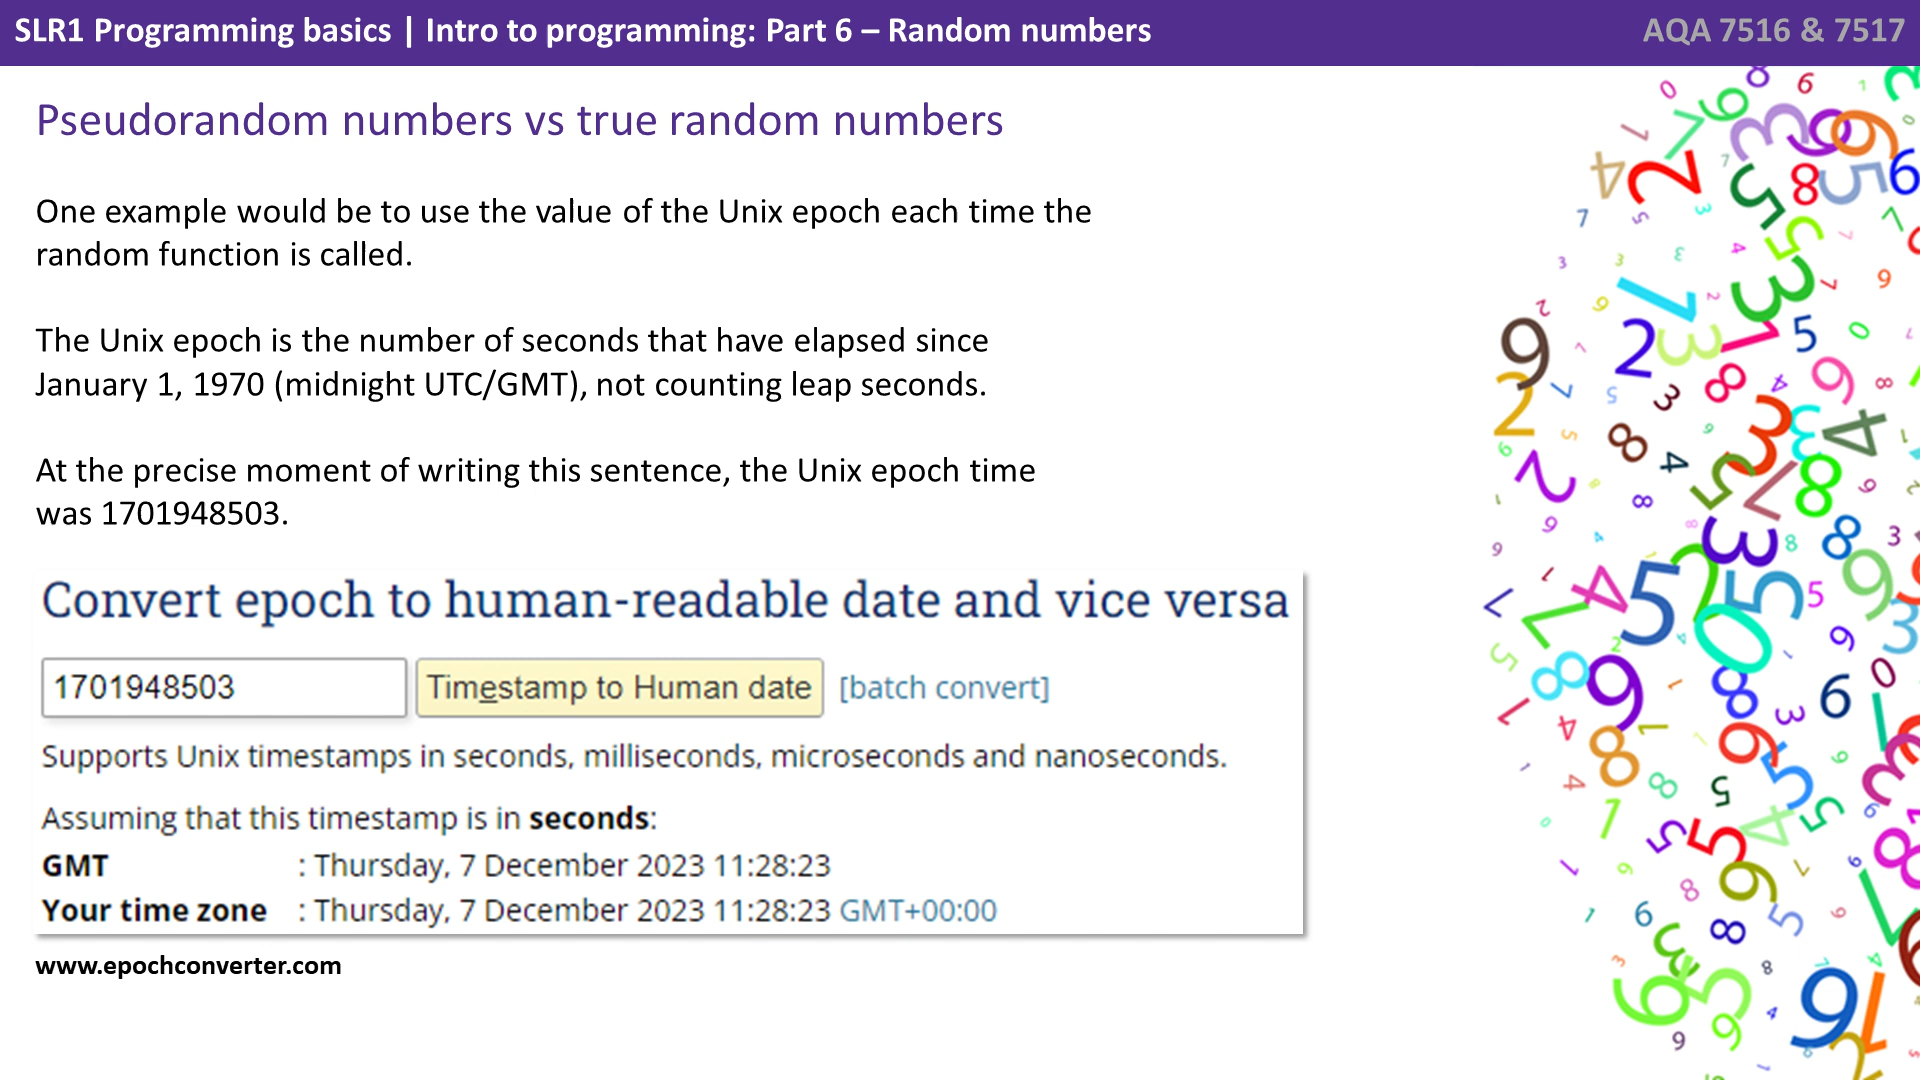 SLR1 Programming basics | Intro to programming: Part 6 – Random numbers
AQA 7516 & 7517
Pseudorandom numbers vs true random numbers
One example would be to use the value of the Unix epoch each time the
random function is called.
The Unix epoch is the number of seconds that have elapsed since
January 1, 1970 (midnight UTC/GMT), not counting leap seconds.
At the precise moment of writing this sentence, the Unix epoch time
was 1701948503.
Convert epoch to human-readable date and vice versa
1701948503 Timestamp to Human date [batch convert]
Supports Unix timestamps in seconds, milliseconds, microseconds and nanoseconds.
Assuming that this timestamp is in seconds:
GMT : Thursday, 7 December 2023 11:28:23
Your time zone : Thursday, 7 December 2023 11:28:23 GMT+00:00
www.epochconverter.com